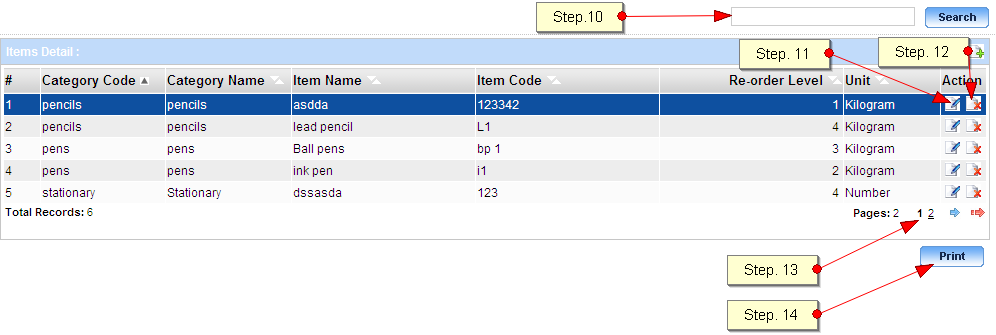 Step.10
Search
Items Detail :
Step. 11
Step. 12
# Category Code Category Name Item Name Item Code Re-order Level Unit Action
1 pencils pencils asdda 123342 1 Kilogram
2 pencils pencils lead pencil L1 4 Kilogram
3 pens pens Ball pens bp 1 3 Kilogram
4 pens pens ink pen i1 2 Kilogram
5 stationary Stationary dssasda 123 4 Number
Total Records: 6 Pages: 2 1 2
Print
Step. 13
Step. 14